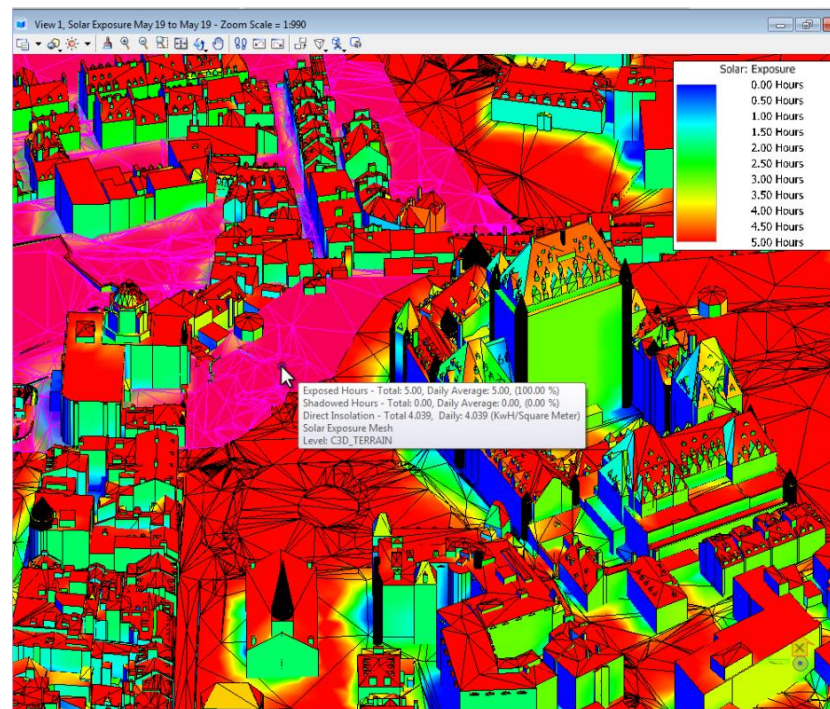 View 1, Solar Exposure May 19 to May 19 - Zoom Scale = 1:990
Solar: Exposure
0.00 Hours
0.50 Hours
1.00 Hours
1.50 Hours
2.00 Hours
2.50 Hours
3.00 Hours
3.50 Hours
4.00 Hours
4.50 Hours
5.00 Hours
Exposed Hours - Total: 5.00, Daily Average: 5.00, (100.00 %)
Shadowed Hours - Total: 0.00, Daily Average: 0.00, (0.00 %)
Direct Insolation - Total 4.039,  Daily: 4.039 (KwH/Square Meter)
Solar Exposure Mesh
Level: C3D_TERRAIN